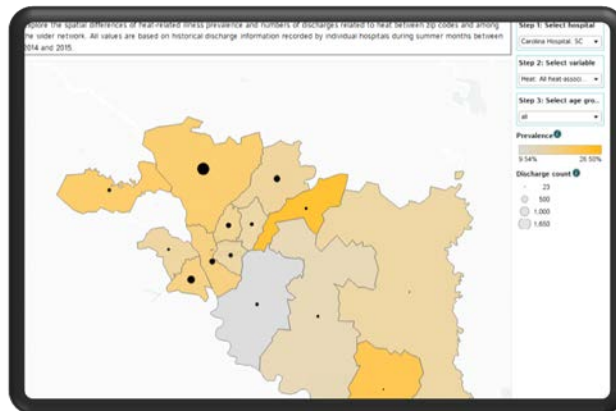 xplore the spatial differences of heat-related illness prevalence and numbers of discharges related to heat between zip codes and among
he wider network. All values are based on historical discharge information recorded by individual hospitals during summer months between
2014 and 2015.
Step 1: Select hospital
Carolina Hospital, SC
Step 2: Select variable
Heat: All heat-associ...
Step 3: Select age gro..
all
Prevalence
9.54% 26.50%
Discharge count
23
500
1,000
1,650